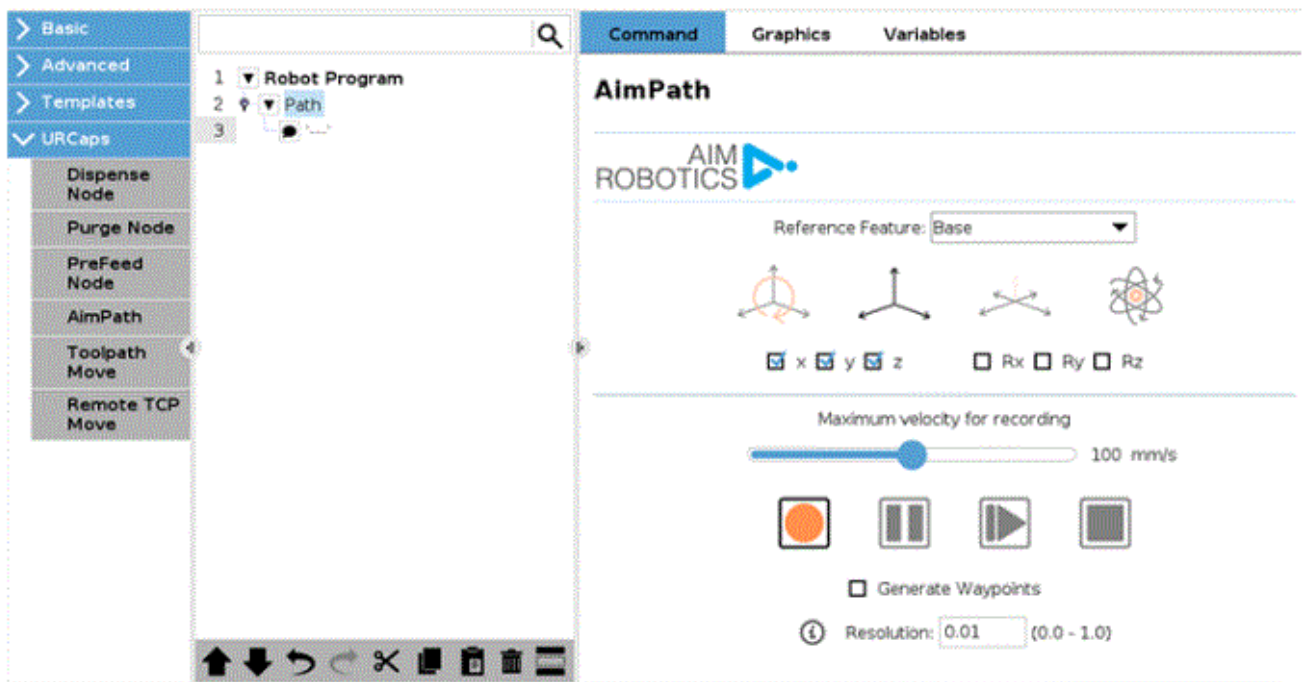 Basic
Advanced
Templates
URCaps
Dispense
Node
Purge Node
PreFeed
Node
AimPath
Toolpath
Move
Remote TCP
Move
1 Robot Program
2 Path
3
Command Graphics Variables
AimPath
AIM
ROBOTICS
Reference Feature: Base
x y z Rx Ry Rz
Maximum velocity for recording
100 mm/s
Generate Waypoints
Resolution: 0.01 (0.0 - 1.0)